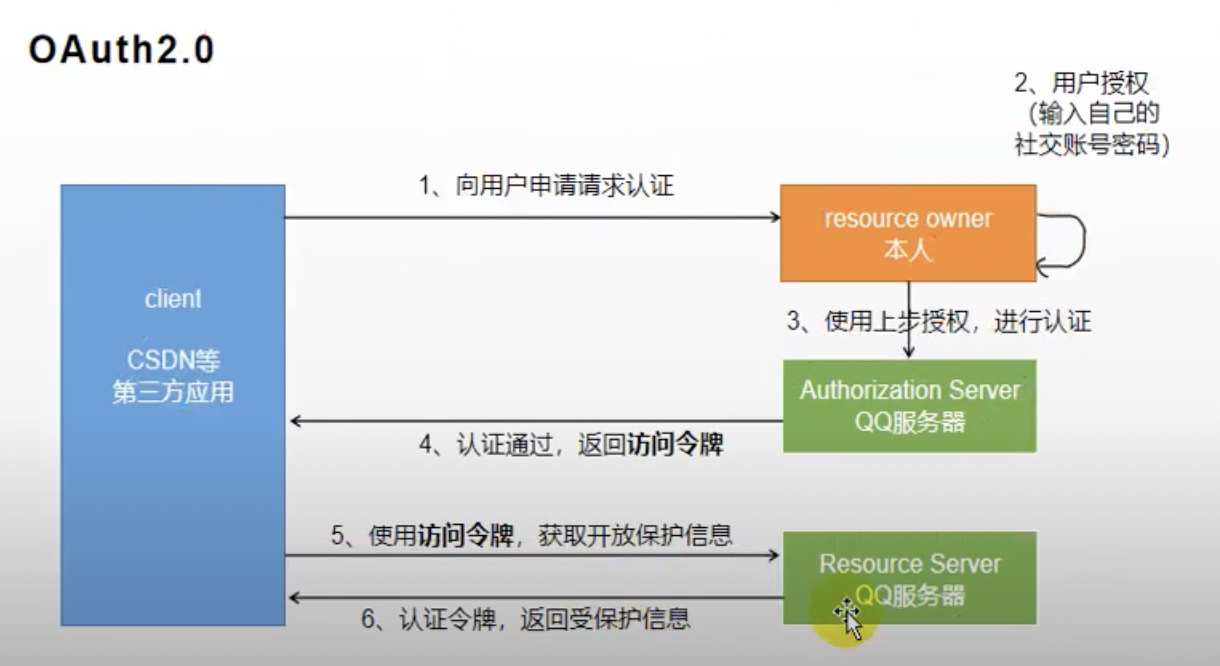 OAuth2.0
2、用户授权
（输入自己的
社交账号密码）
1、向用户申请请求认证
resource owner
本人
client
CSDN等
第三方应用
3、使用上步授权，进行认证
Authorization Server
QQ服务器
4、认证通过，返回访问令牌
5、使用访问令牌，获取开放保护信息
Resource Server
QQ服务器
6、认证令牌，返回受保护信息